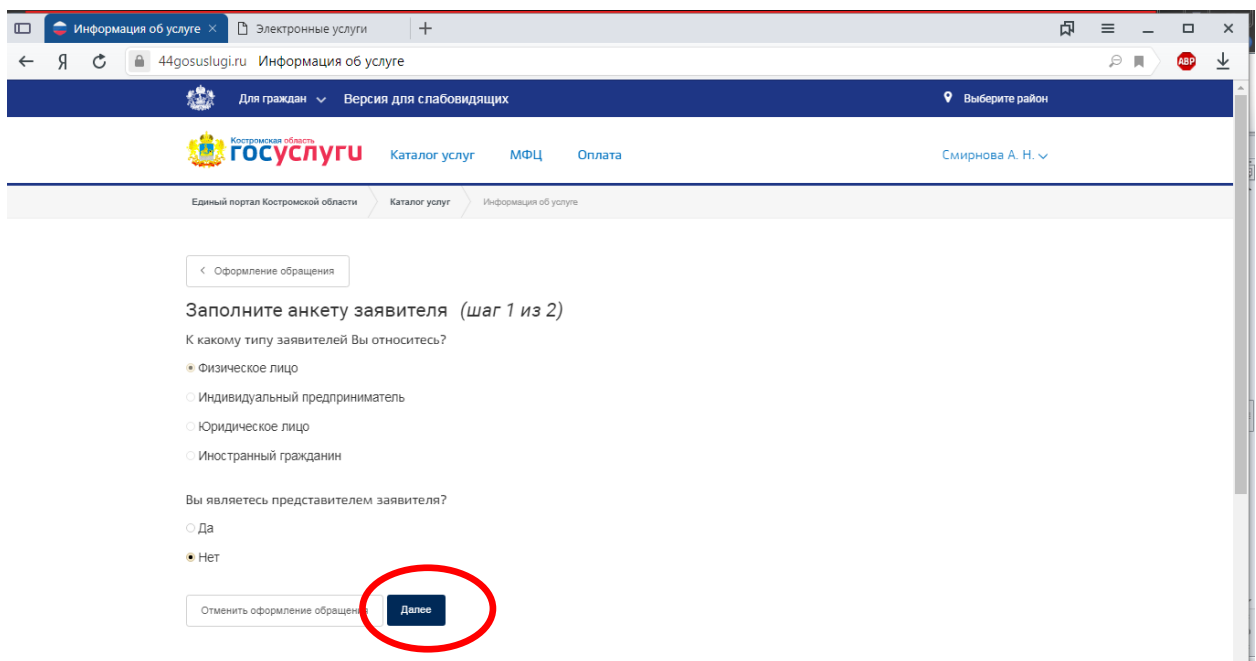 Информация об услуге
Электронные услуги
Я
44gosuslugi.ru Информация об услуге
ABP
Для граждан Версия для слабовидящих Выберите район
Костромская область
госуслуги
Каталог услуг МФЦ Оплата Смирнова А. Н.
Единый портал Костромской области Каталог услуг Информация об услуге
Оформление обращения
Заполните анкету заявителя (шаг 1 из 2)
К какому типу заявителей Вы относитесь?
Физическое лицо
Индивидуальный предприниматель
Юридическое лицо
Иностранный гражданин
Вы являетесь представителем заявителя?
Да
Нет
Отменить оформление обращения Далее